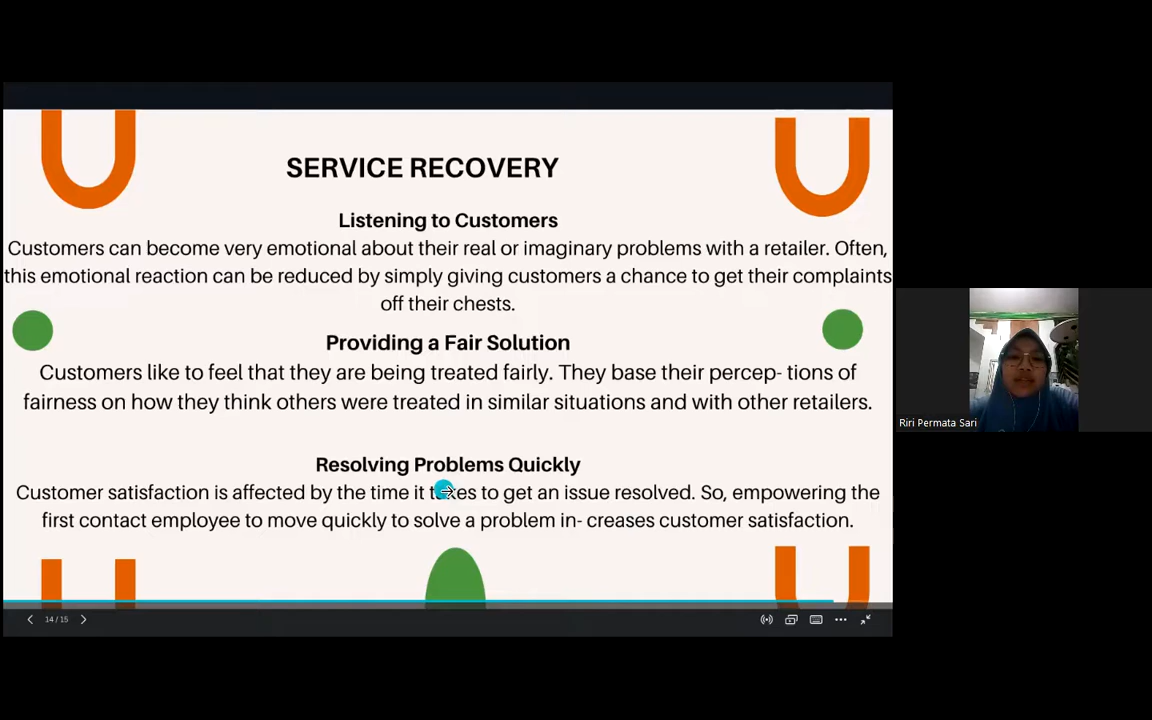 SERVICE RECOVERY
Listening to Customers
Customers can become very emotional about their real or imaginary problems with a retailer. Often,
this emotional reaction can be reduced by simply giving customers a chance to get their complaints
off their chests.
Providing a Fair Solution
Customers like to feel that they are being treated fairly. They base their percep- tions of
fairness on how they think others were treated in similar situations and with other retailers.
Resolving Problems Quickly
Customer satisfaction is affected by the time it takes to get an issue resolved. So, empowering the
first contact employee to move quickly to solve a problem in- creases customer satisfaction.
14 / 15
Riri Permata Sari